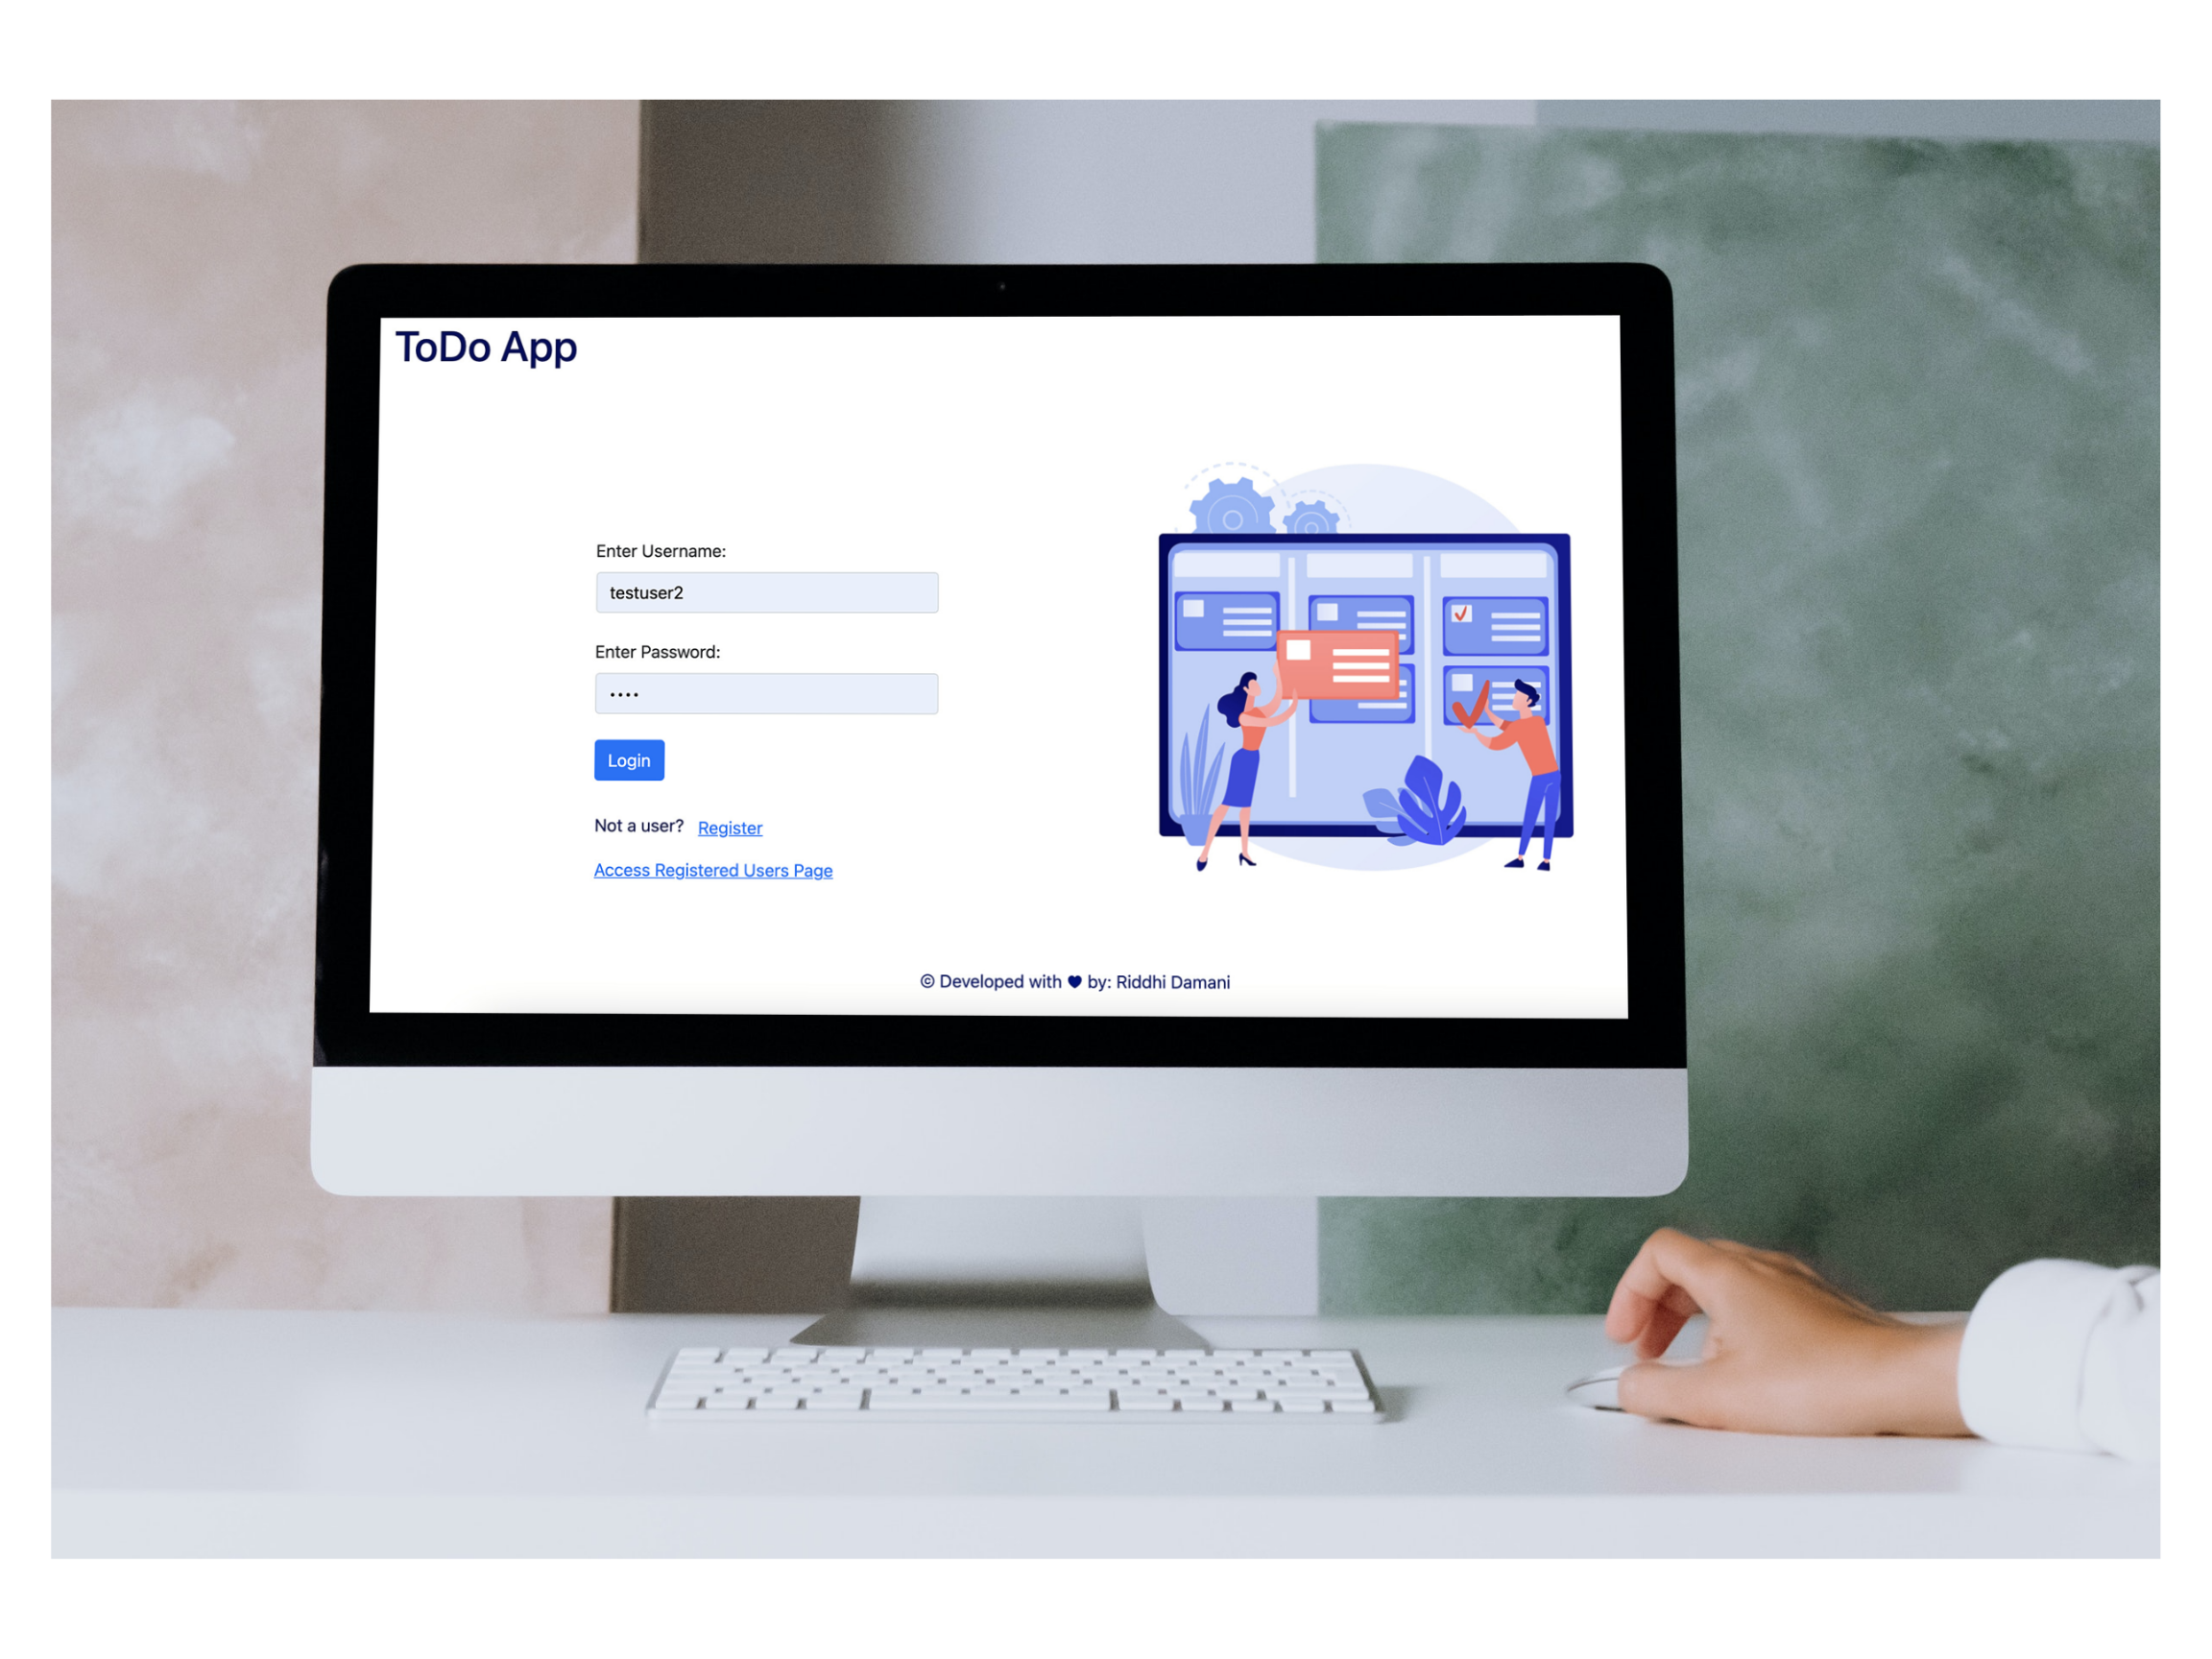 ToDo App
Enter Username:
testuser2
Enter Password:
••••
Login
Not a user? Register
Access Registered Users Page
© Developed with ♥ by: Riddhi Damani